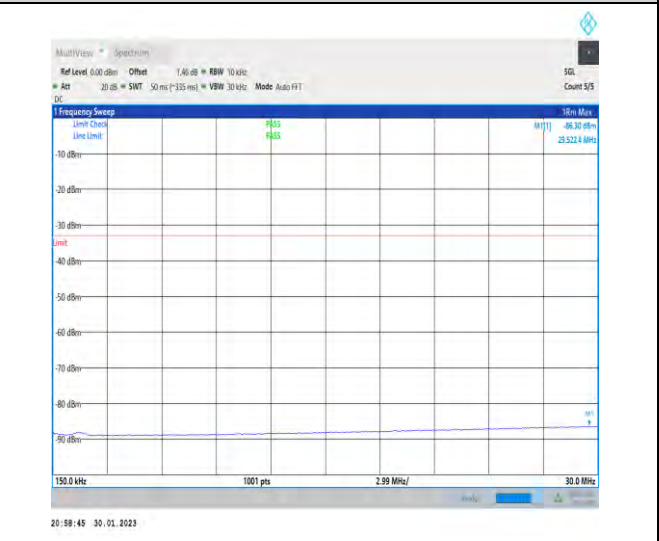 MultiView Spectrum
Ref Level 0.00 dBm Offset 1.46 dB RBW 10 kHz SGL
Att 20 dB SWT 50 ms (~335 ms) VBW 30 kHz Mode Auto FFT Count 5/5
DC
1 Frequency Sweep 1Rm Max
Limit Check PASS M1[1] -86.30 dBm
Line Limit PASS 29.5224 MHz
-10 dBm
-20 dBm
-30 dBm
Limit
-40 dBm
-50 dBm
-60 dBm
-70 dBm
-80 dBm
M1
-90 dBm
150.0 kHz 1001 pts 2.99 MHz/ 30.0 MHz
Ready
20:58:45 30.01.2023